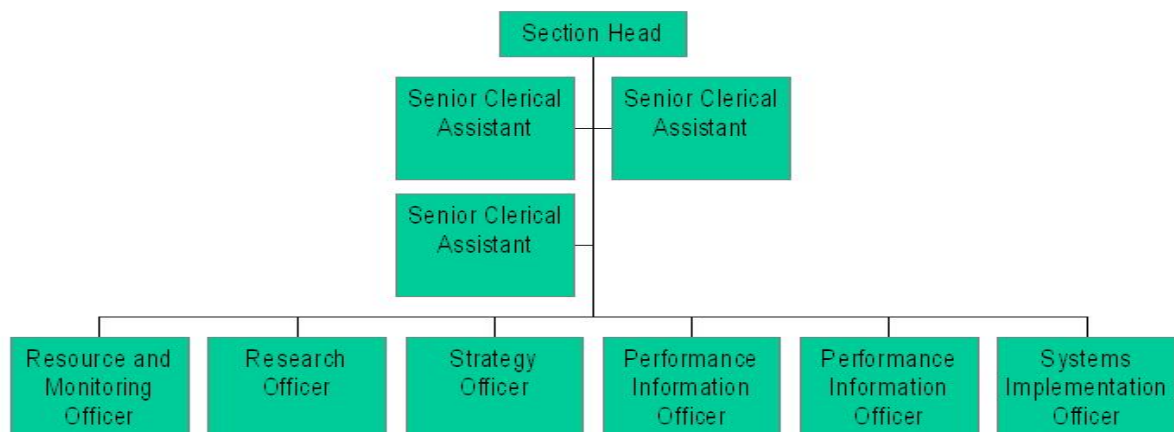 Section Head
Senior Clerical
Assistant
Senior Clerical
Assistant
Senior Clerical
Assistant
Resource and
Monitoring
Officer
Research
Officer
Strategy
Officer
Performance
Information
Officer
Performance
Information
Officer
Systems
Implementation
Officer